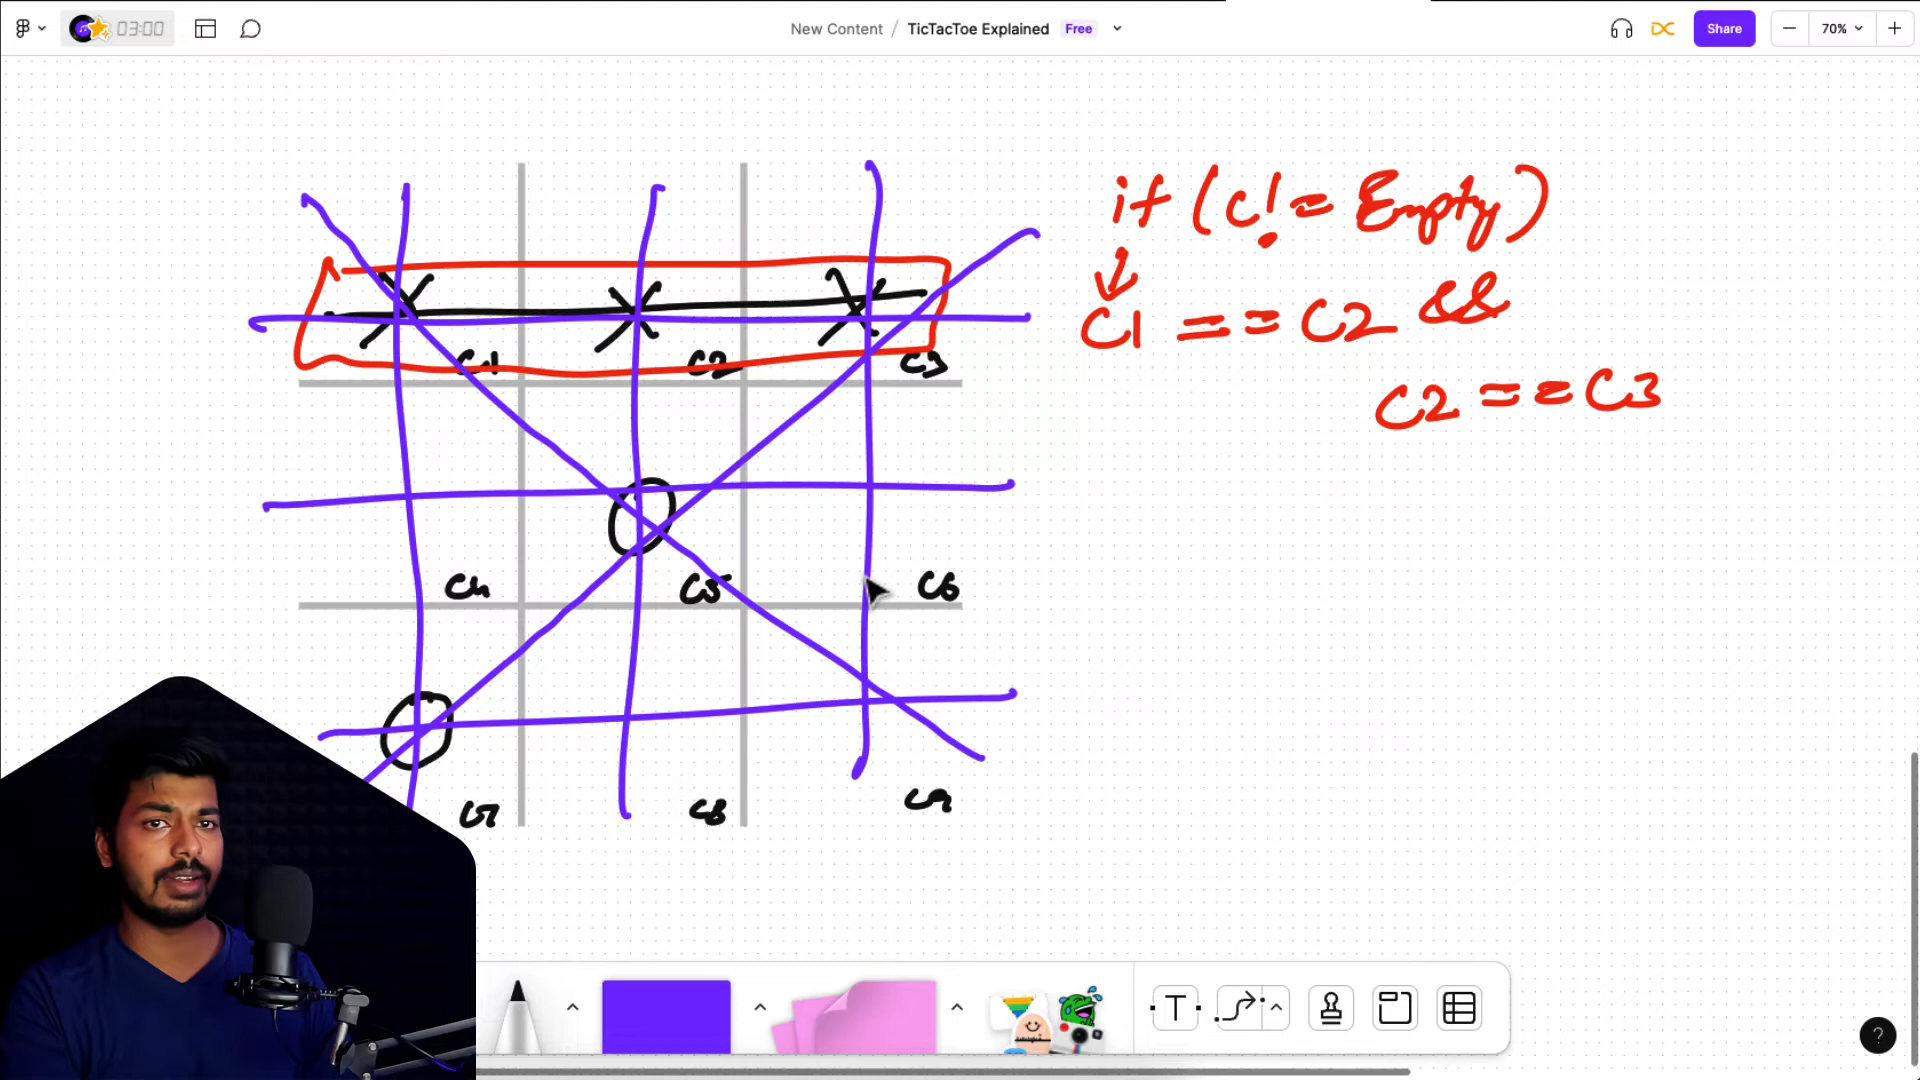 03:00
New Content / TicTacToe Explained Free
Share
70%
if (C != Empty)
C1 == C2 &&
C2 == C3
C1 C2 C3
C4 C5 C6
C7 C8 C9
T
?